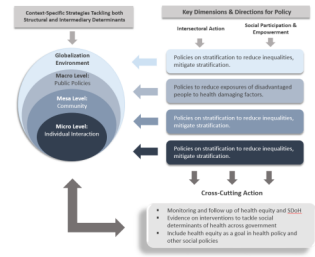 Context-Specific Strategies Tackling both
Structural and Intermediary Determinants
Key Dimensions & Directions for Policy
Intersectoral Action
Social Participation &
Empowerment
Globalization
Environment
Macro Level:
Public Policies
Mesa Level:
Community
Micro Level:
Individual Interaction
Policies on stratification to reduce inequalities,
mitigate stratification.
Policies to reduce exposures of disadvantaged
people to health damaging factors.
Policies on stratification to reduce inequalities,
mitigate stratification.
Policies on stratification to reduce inequalities,
mitigate stratification.
Cross-Cutting Action
Monitoring and follow up of health equity and SDoH
Evidence on interventions to tackle social
determinants of health across government
Include health equity as a goal in health policy and
other social policies